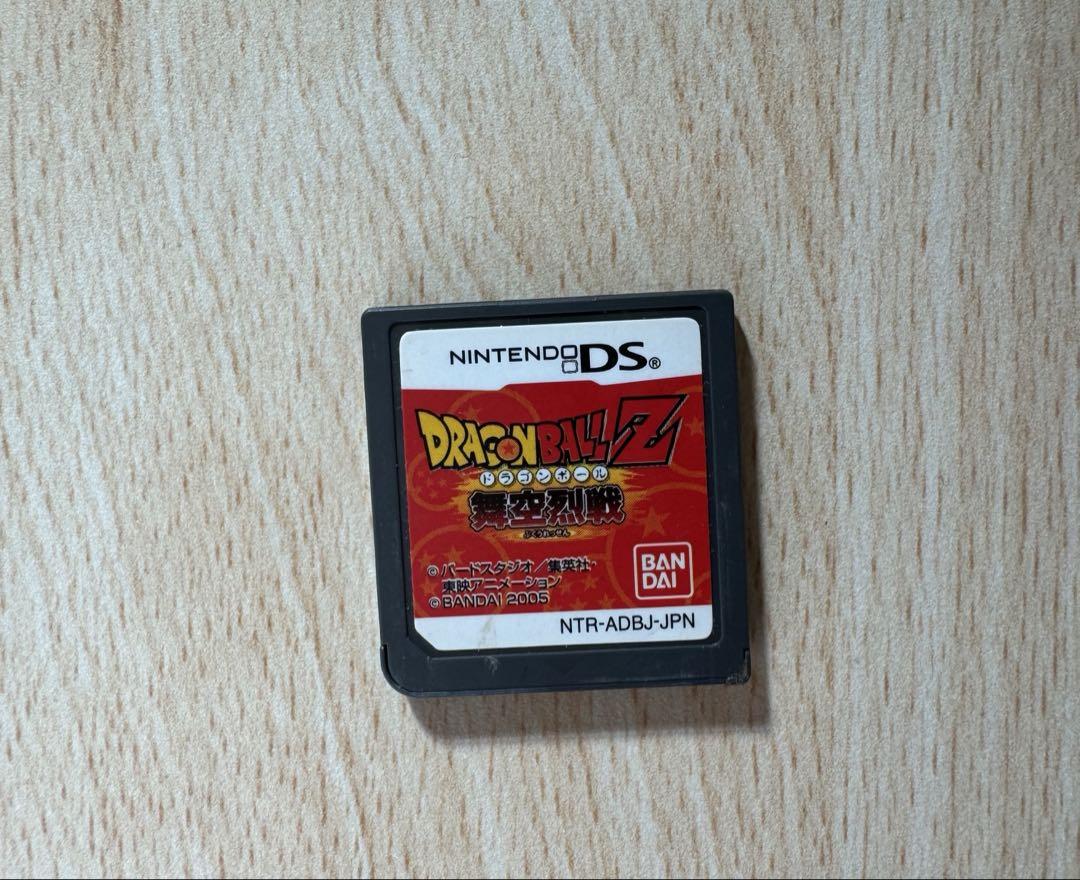 NINTENDO DS®
DRAGON BALL Z
ドラゴンボール
舞空烈戦
ぶくうれっせん
©バードスタジオ／集英社・
東映アニメーション
©BANDAI 2005
BAN
DAI
NTR-ADBJ-JPN